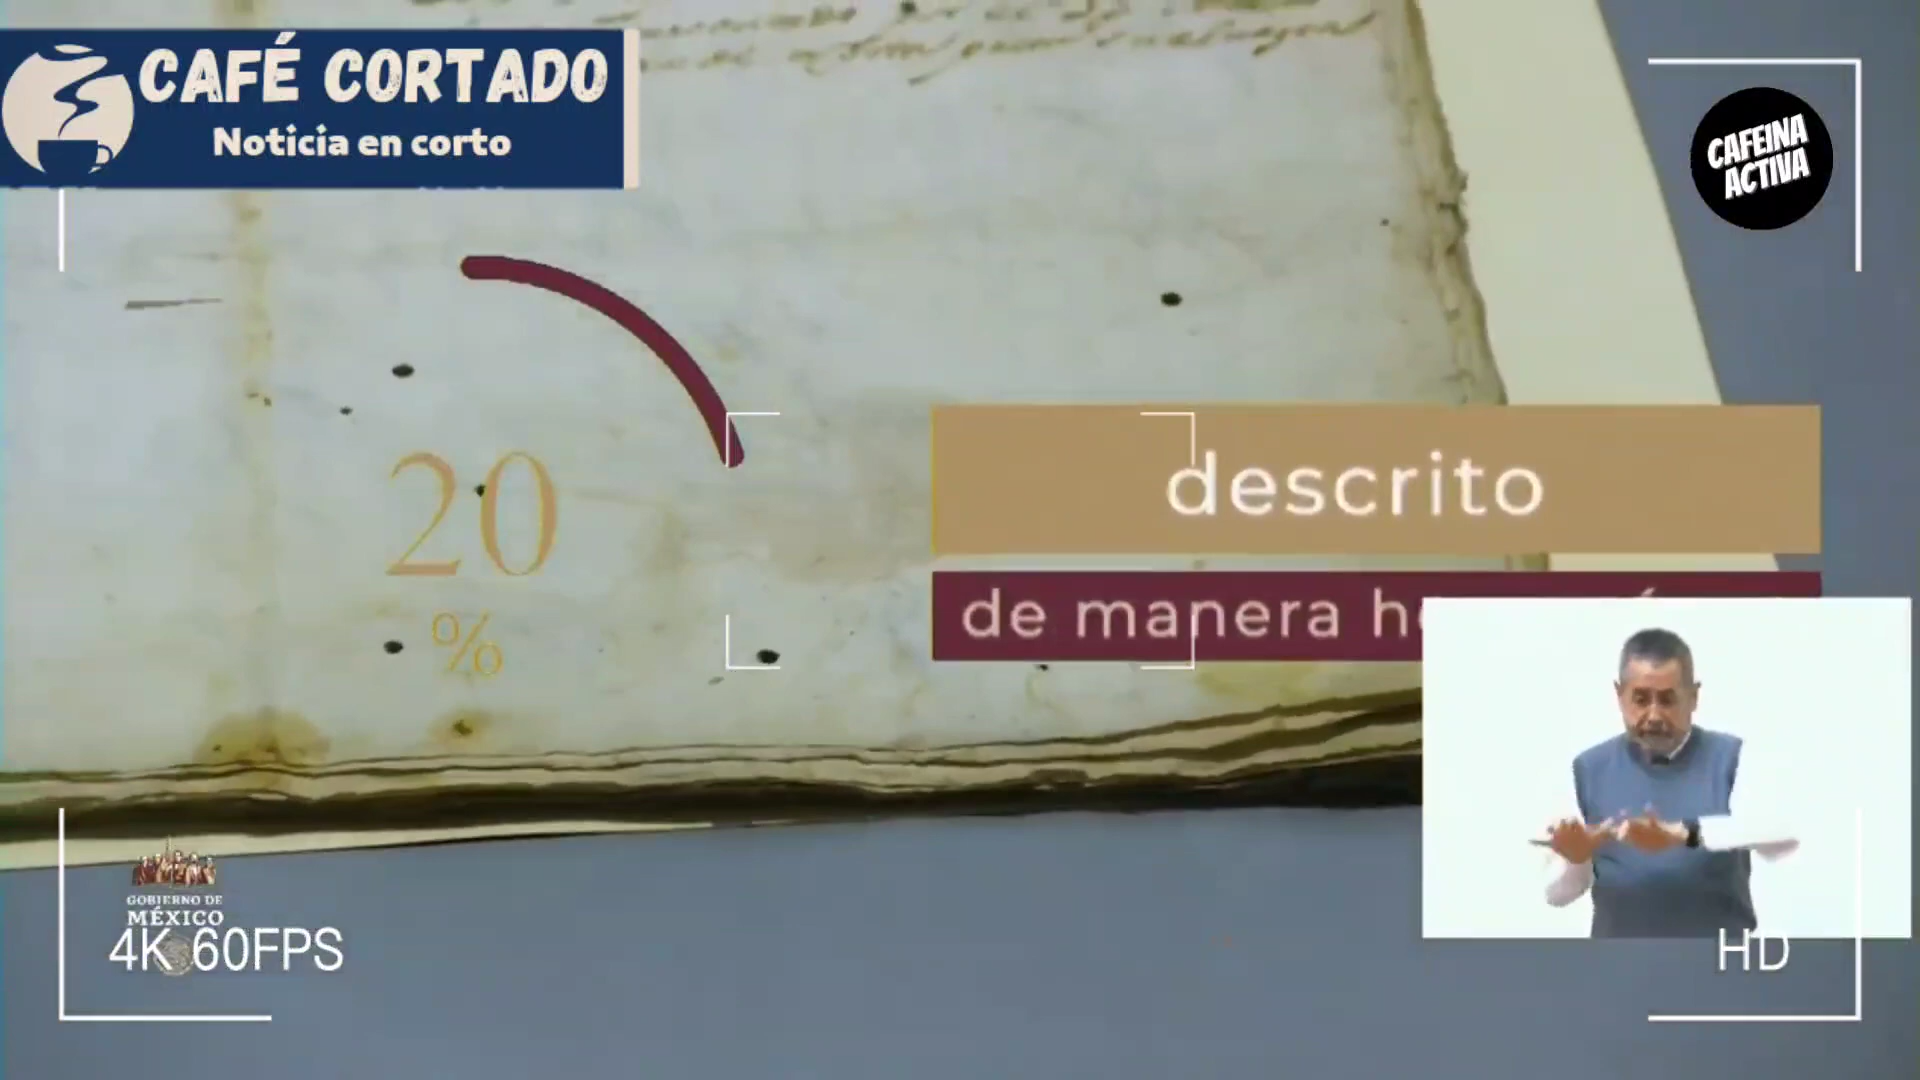 CAFÉ CORTADO
Noticia en corto
CAFEINA
ACTIVA
20
%
descrito
de manera
GOBIERNO DE
MÉXICO
4K 60FPS
HD